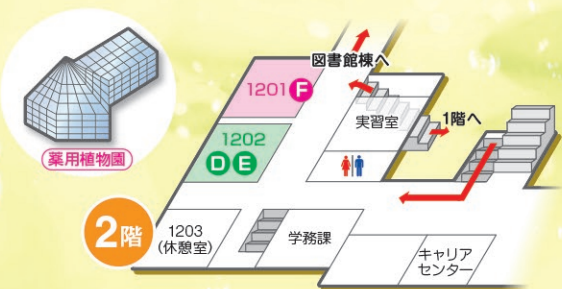 図書館棟へ
1201 F
実習室
1階へ
1202
D E
薬用植物園
2階
1203
(休憩室)
学務課
キャリア
センター